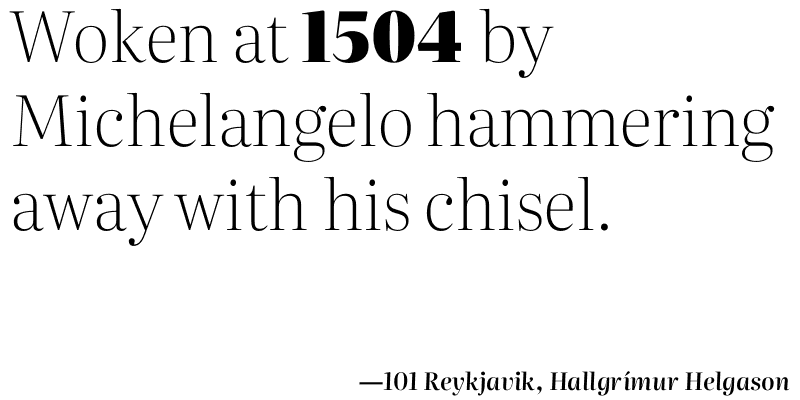 Woken at 1504 by
Michelangelo hammering
away with his chisel.
—101 Reykjavik, Hallgrímur Helgason